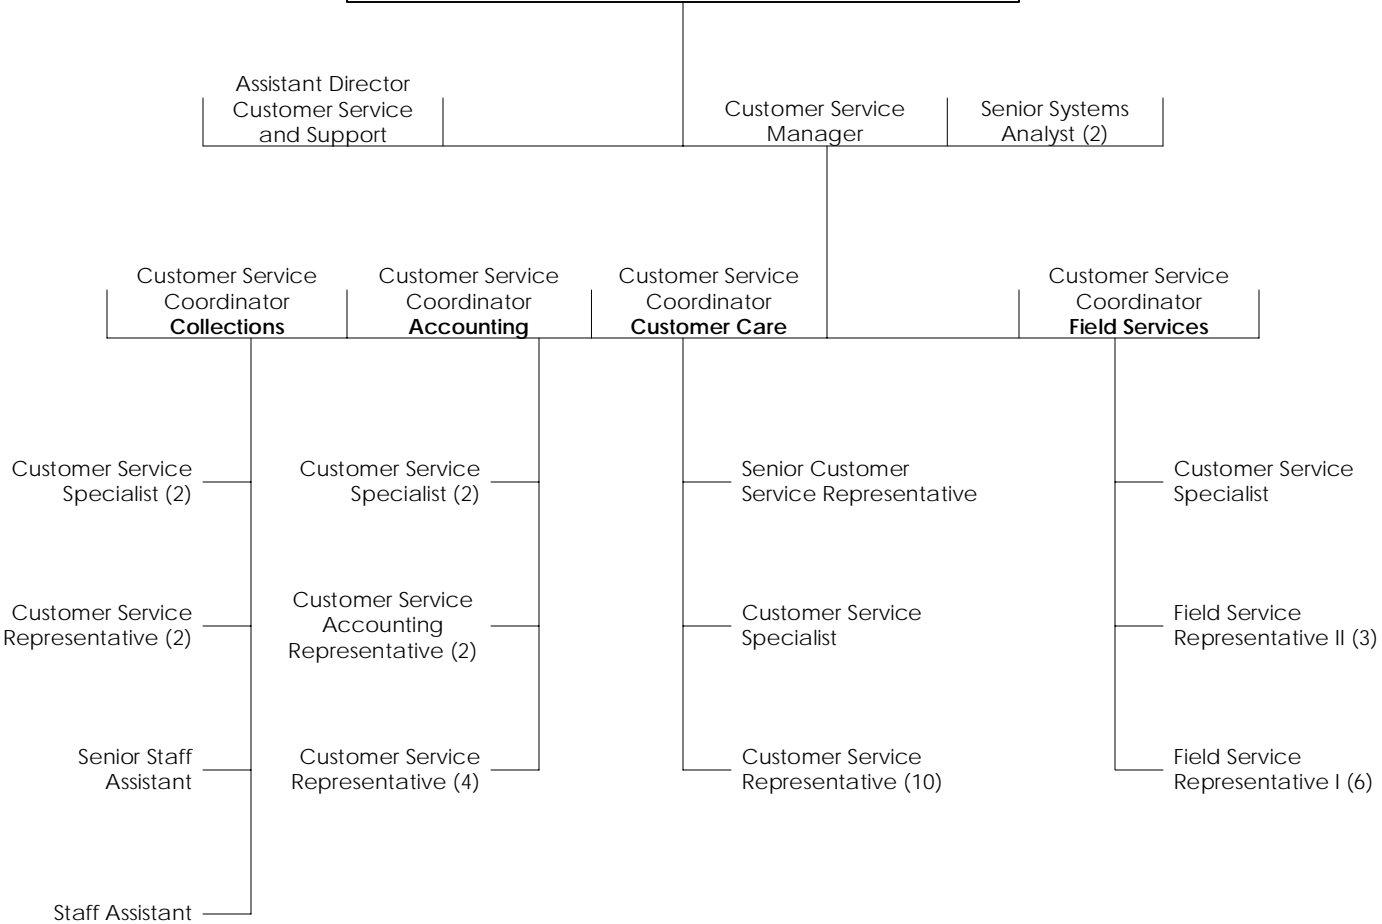 Assistant Director
Customer Service
and Support
Customer Service
Manager
Senior Systems
Analyst (2)
Customer Service
Coordinator
Collections
Customer Service
Coordinator
Accounting
Customer Service
Coordinator
Customer Care
Customer Service
Coordinator
Field Services
Customer Service
Specialist (2)
Customer Service
Specialist (2)
Senior Customer
Service Representative
Customer Service
Specialist
Customer Service
Representative (2)
Customer Service
Accounting
Representative (2)
Customer Service
Specialist
Field Service
Representative II (3)
Senior Staff
Assistant
Customer Service
Representative (4)
Customer Service
Representative (10)
Field Service
Representative I (6)
Staff Assistant